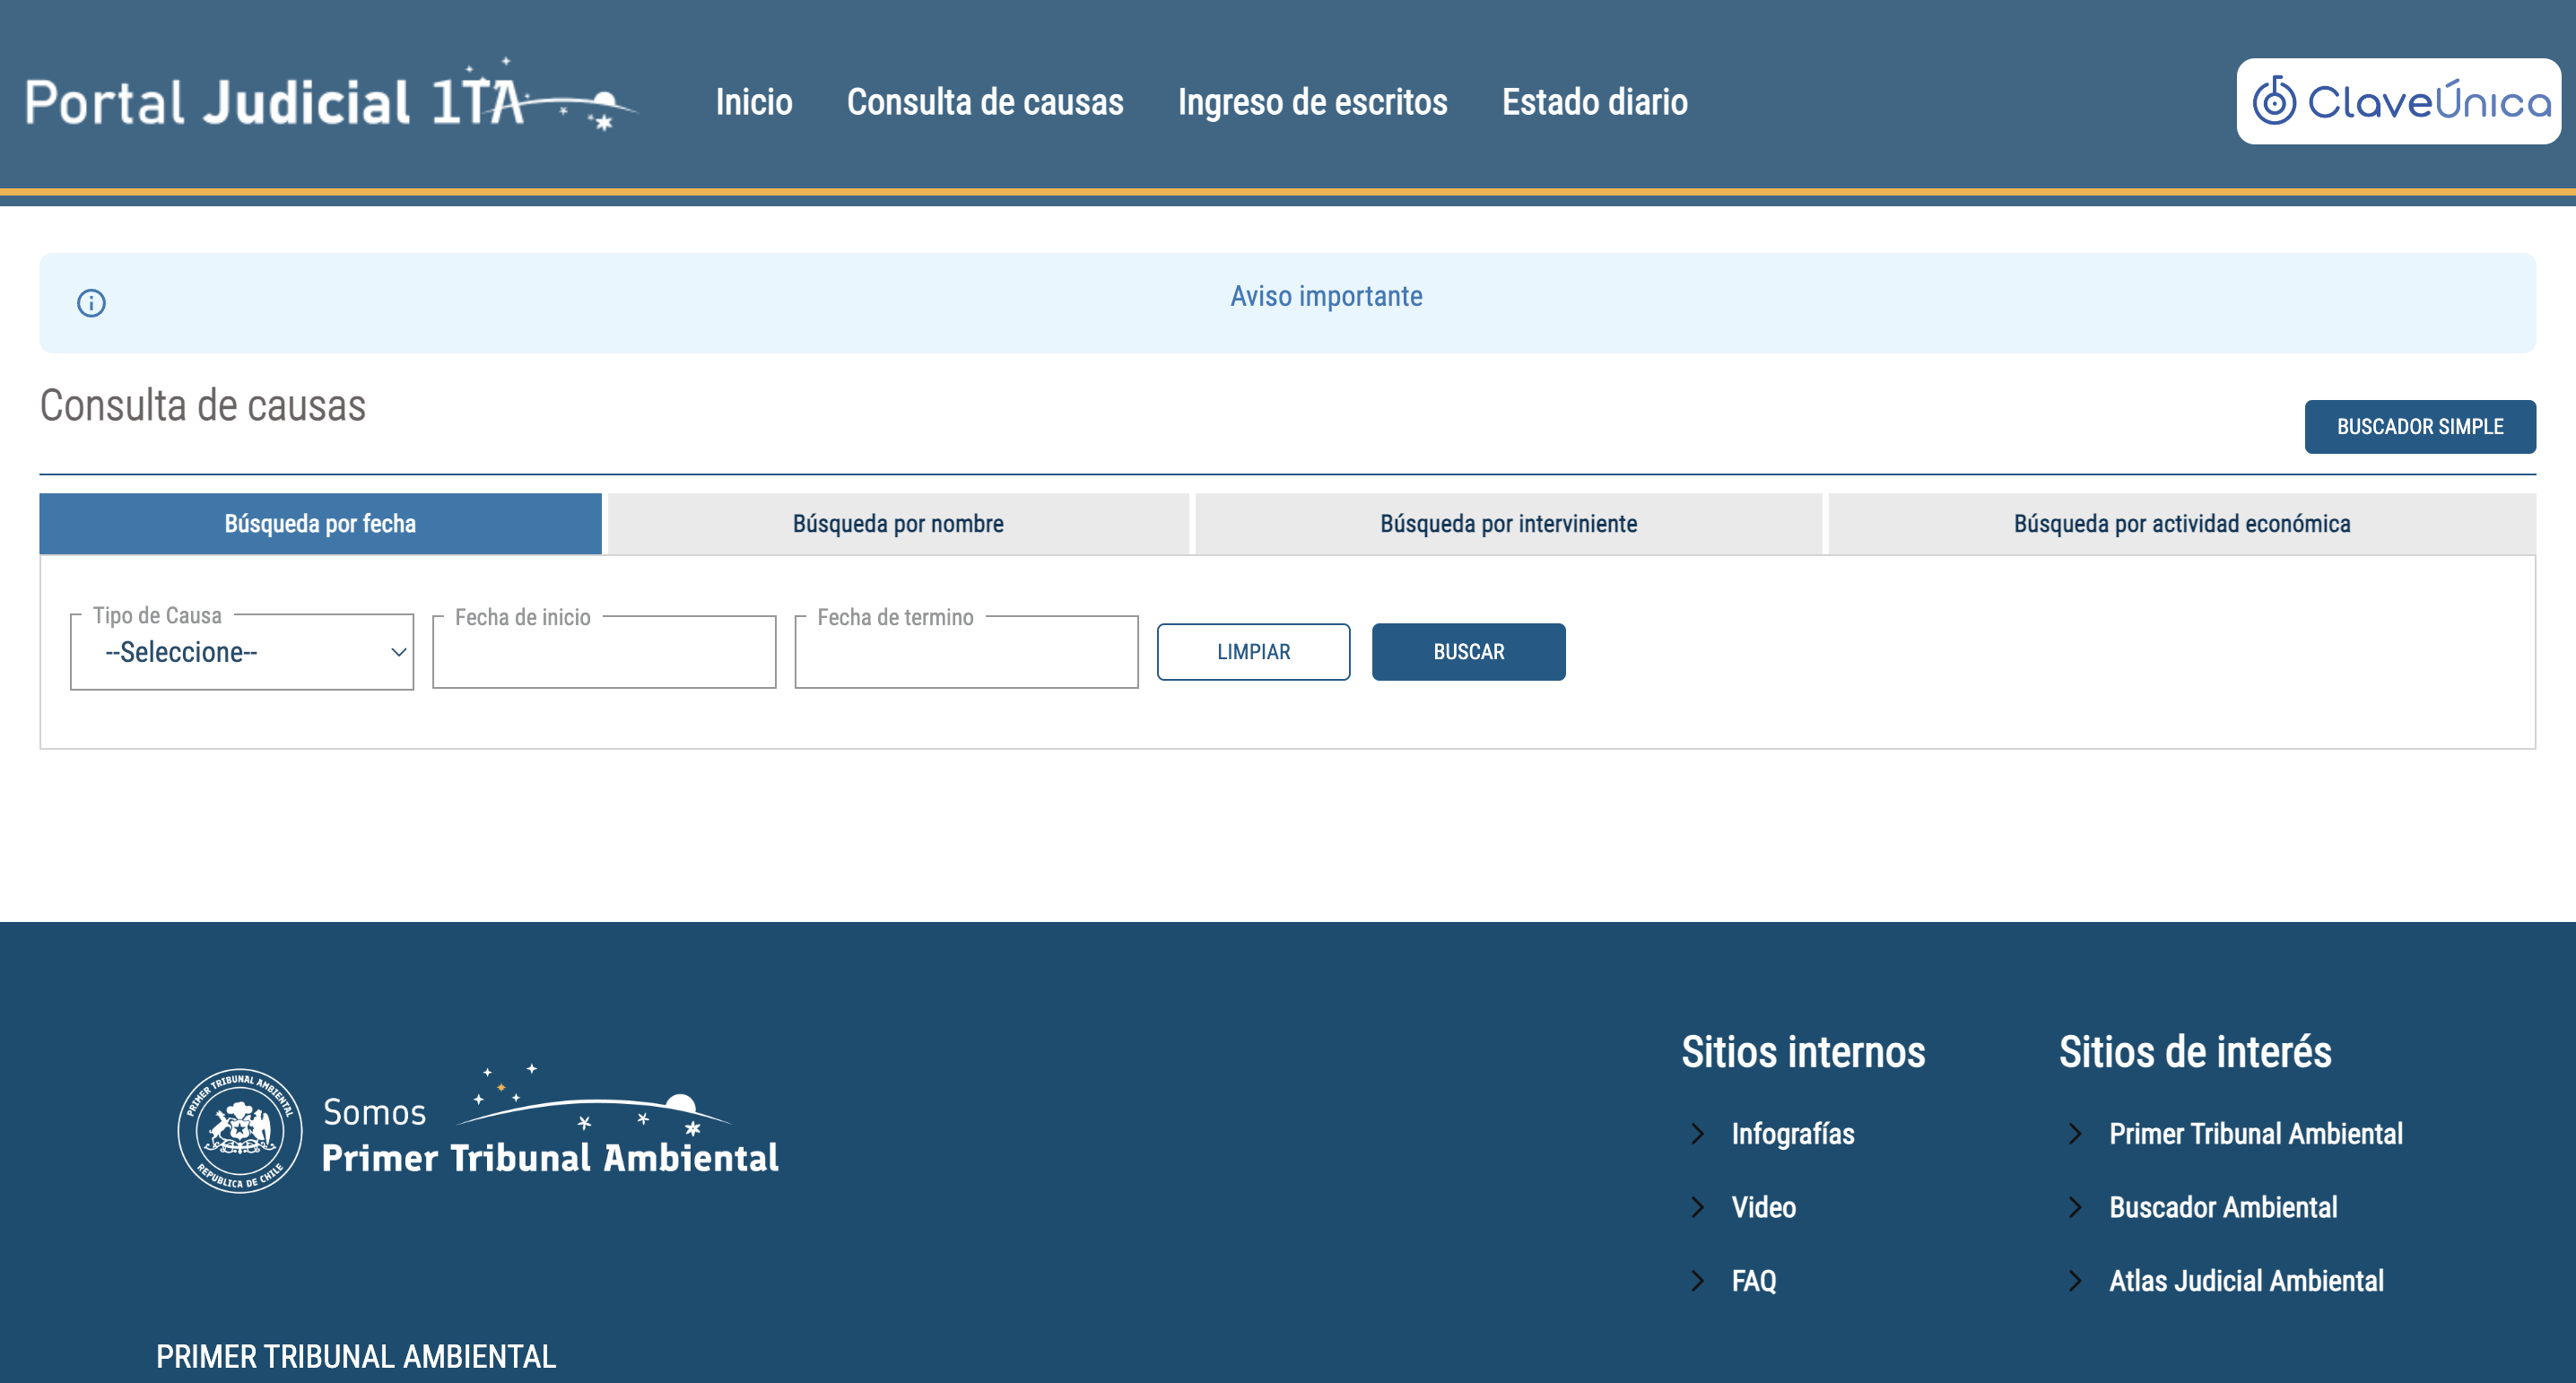 Portal Judicial 1TA
Inicio
Consulta de causas
Ingreso de escritos
Estado diario
ClaveÚnica
Aviso importante
Consulta de causas
BUSCADOR SIMPLE
Búsqueda por fecha
Búsqueda por nombre
Búsqueda por interviniente
Búsqueda por actividad económica
Tipo de Causa
--Seleccione--
Fecha de inicio
Fecha de termino
LIMPIAR
BUSCAR
PRIMER TRIBUNAL AMBIENTAL
REPUBLICA DE CHILE
Somos
Primer Tribunal Ambiental
Sitios internos
Infografías
Video
FAQ
Sitios de interés
Primer Tribunal Ambiental
Buscador Ambiental
Atlas Judicial Ambiental
PRIMER TRIBUNAL AMBIENTAL